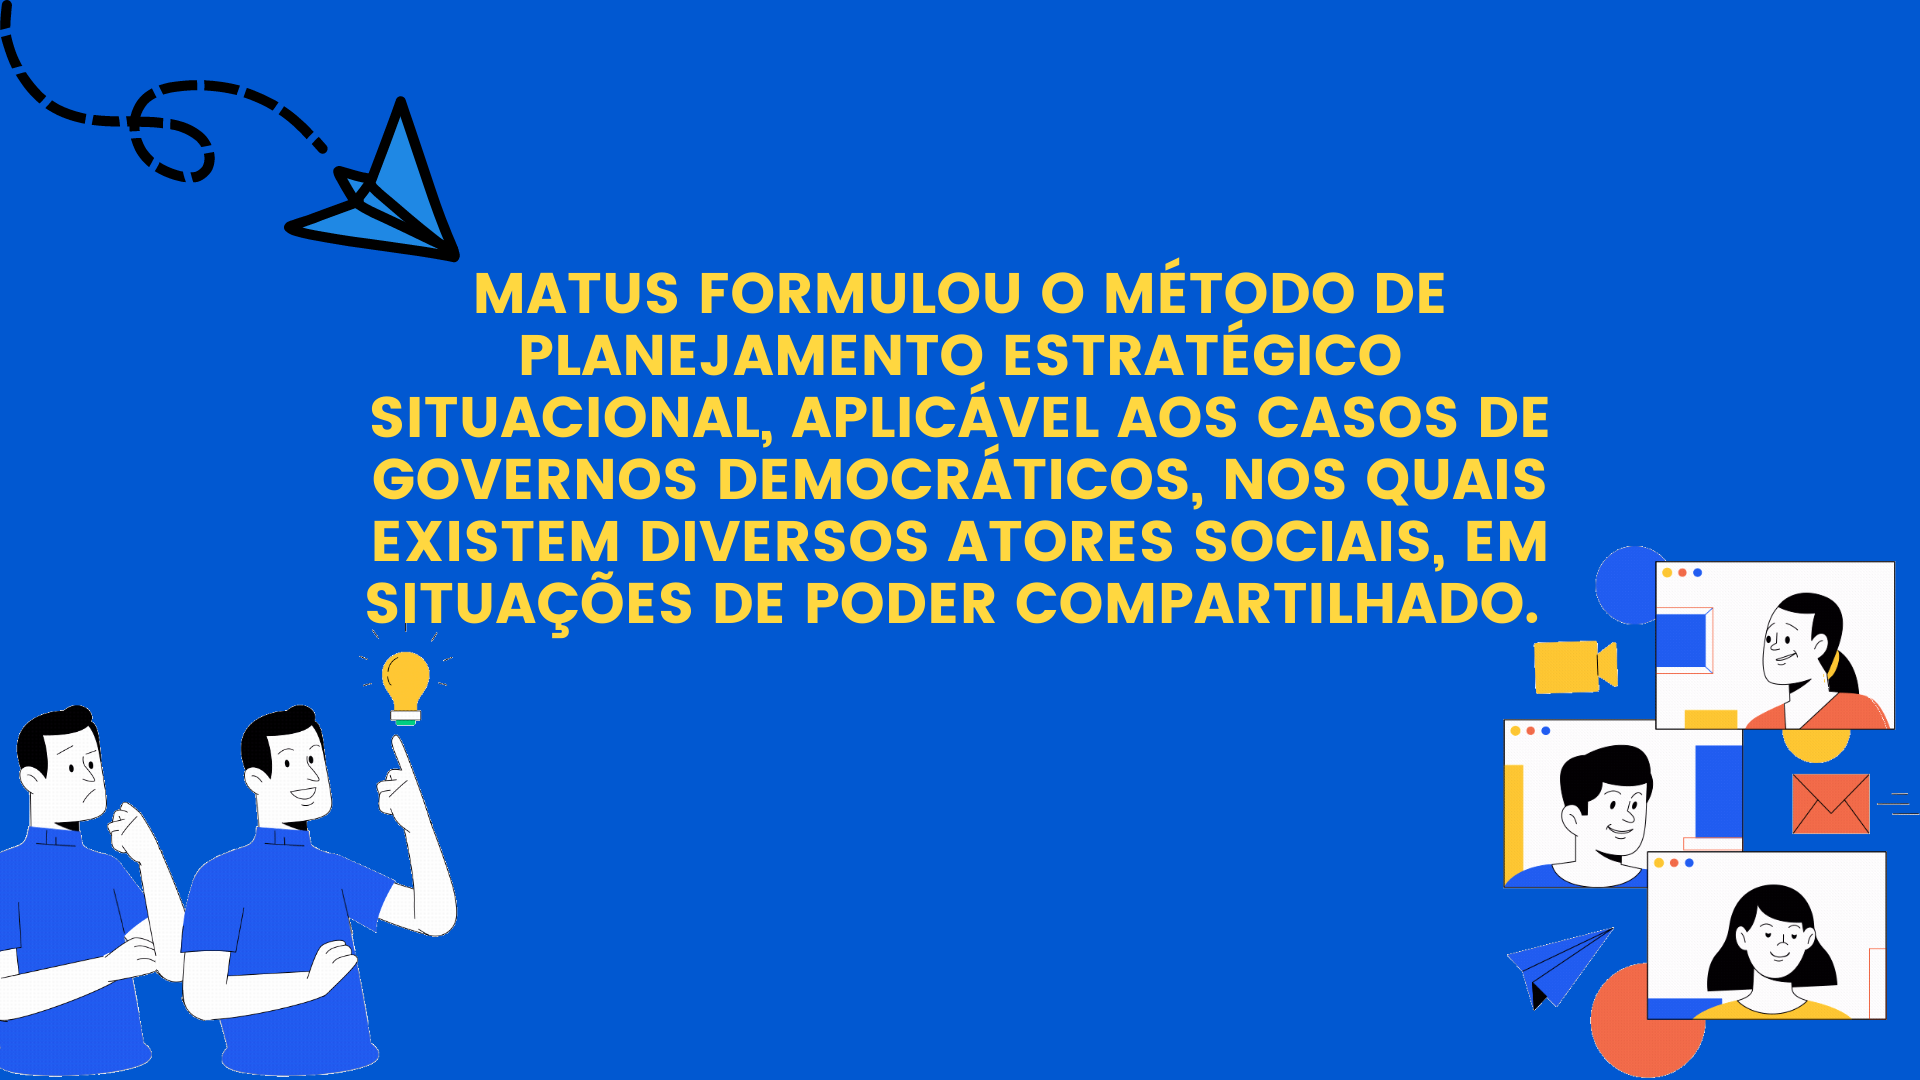 MATUS FORMULOU O MÉTODO DE
PLANEJAMENTO ESTRATÉGICO
SITUACIONAL, APLICÁVEL AOS CASOS DE
GOVERNOS DEMOCRÁTICOS, NOS QUAIS
EXISTEM DIVERSOS ATORES SOCIAIS, EM
SITUAÇÕES DE PODER COMPARTILHADO.